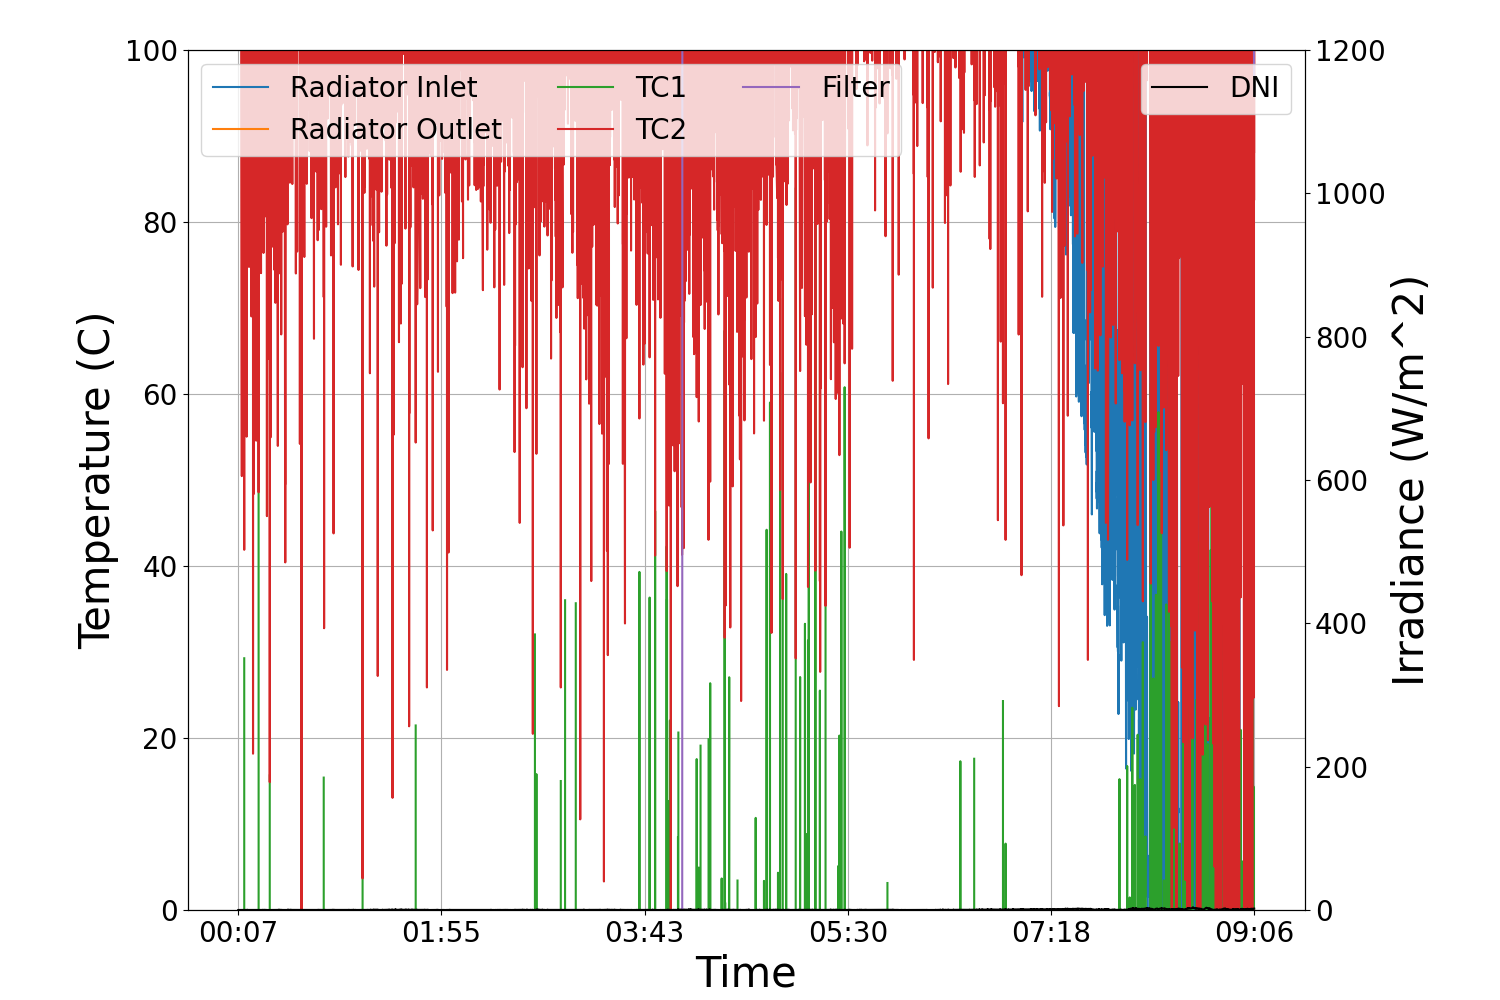 100
80
60
40
20
0
Temperature (C)
Radiator Inlet
Radiator Outlet
TC1
TC2
Filter
DNI
1200
1000
800
600
400
200
0
Irradiance (W/m^2)
00:07 01:55 03:43 05:30 07:18 09:06
Time